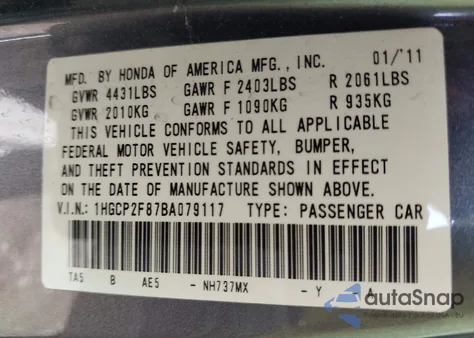 MFD. BY HONDA OF AMERICA MFG., INC. 01/'11
GVWR 4431LBS GAWR F 2403LBS R 2061LBS
GVWR 2010KG GAWR F 1090KG R 935KG
THIS VEHICLE CONFORMS TO ALL APPLICABLE
FEDERAL MOTOR VEHICLE SAFETY, BUMPER,
AND THEFT PREVENTION STANDARDS IN EFFECT
ON THE DATE OF MANUFACTURE SHOWN ABOVE.
V.I.N.: 1HGCP2F87BA079117 TYPE: PASSENGER CAR
TA5 B AE5 - NH737MX - Y - A
autoSnap